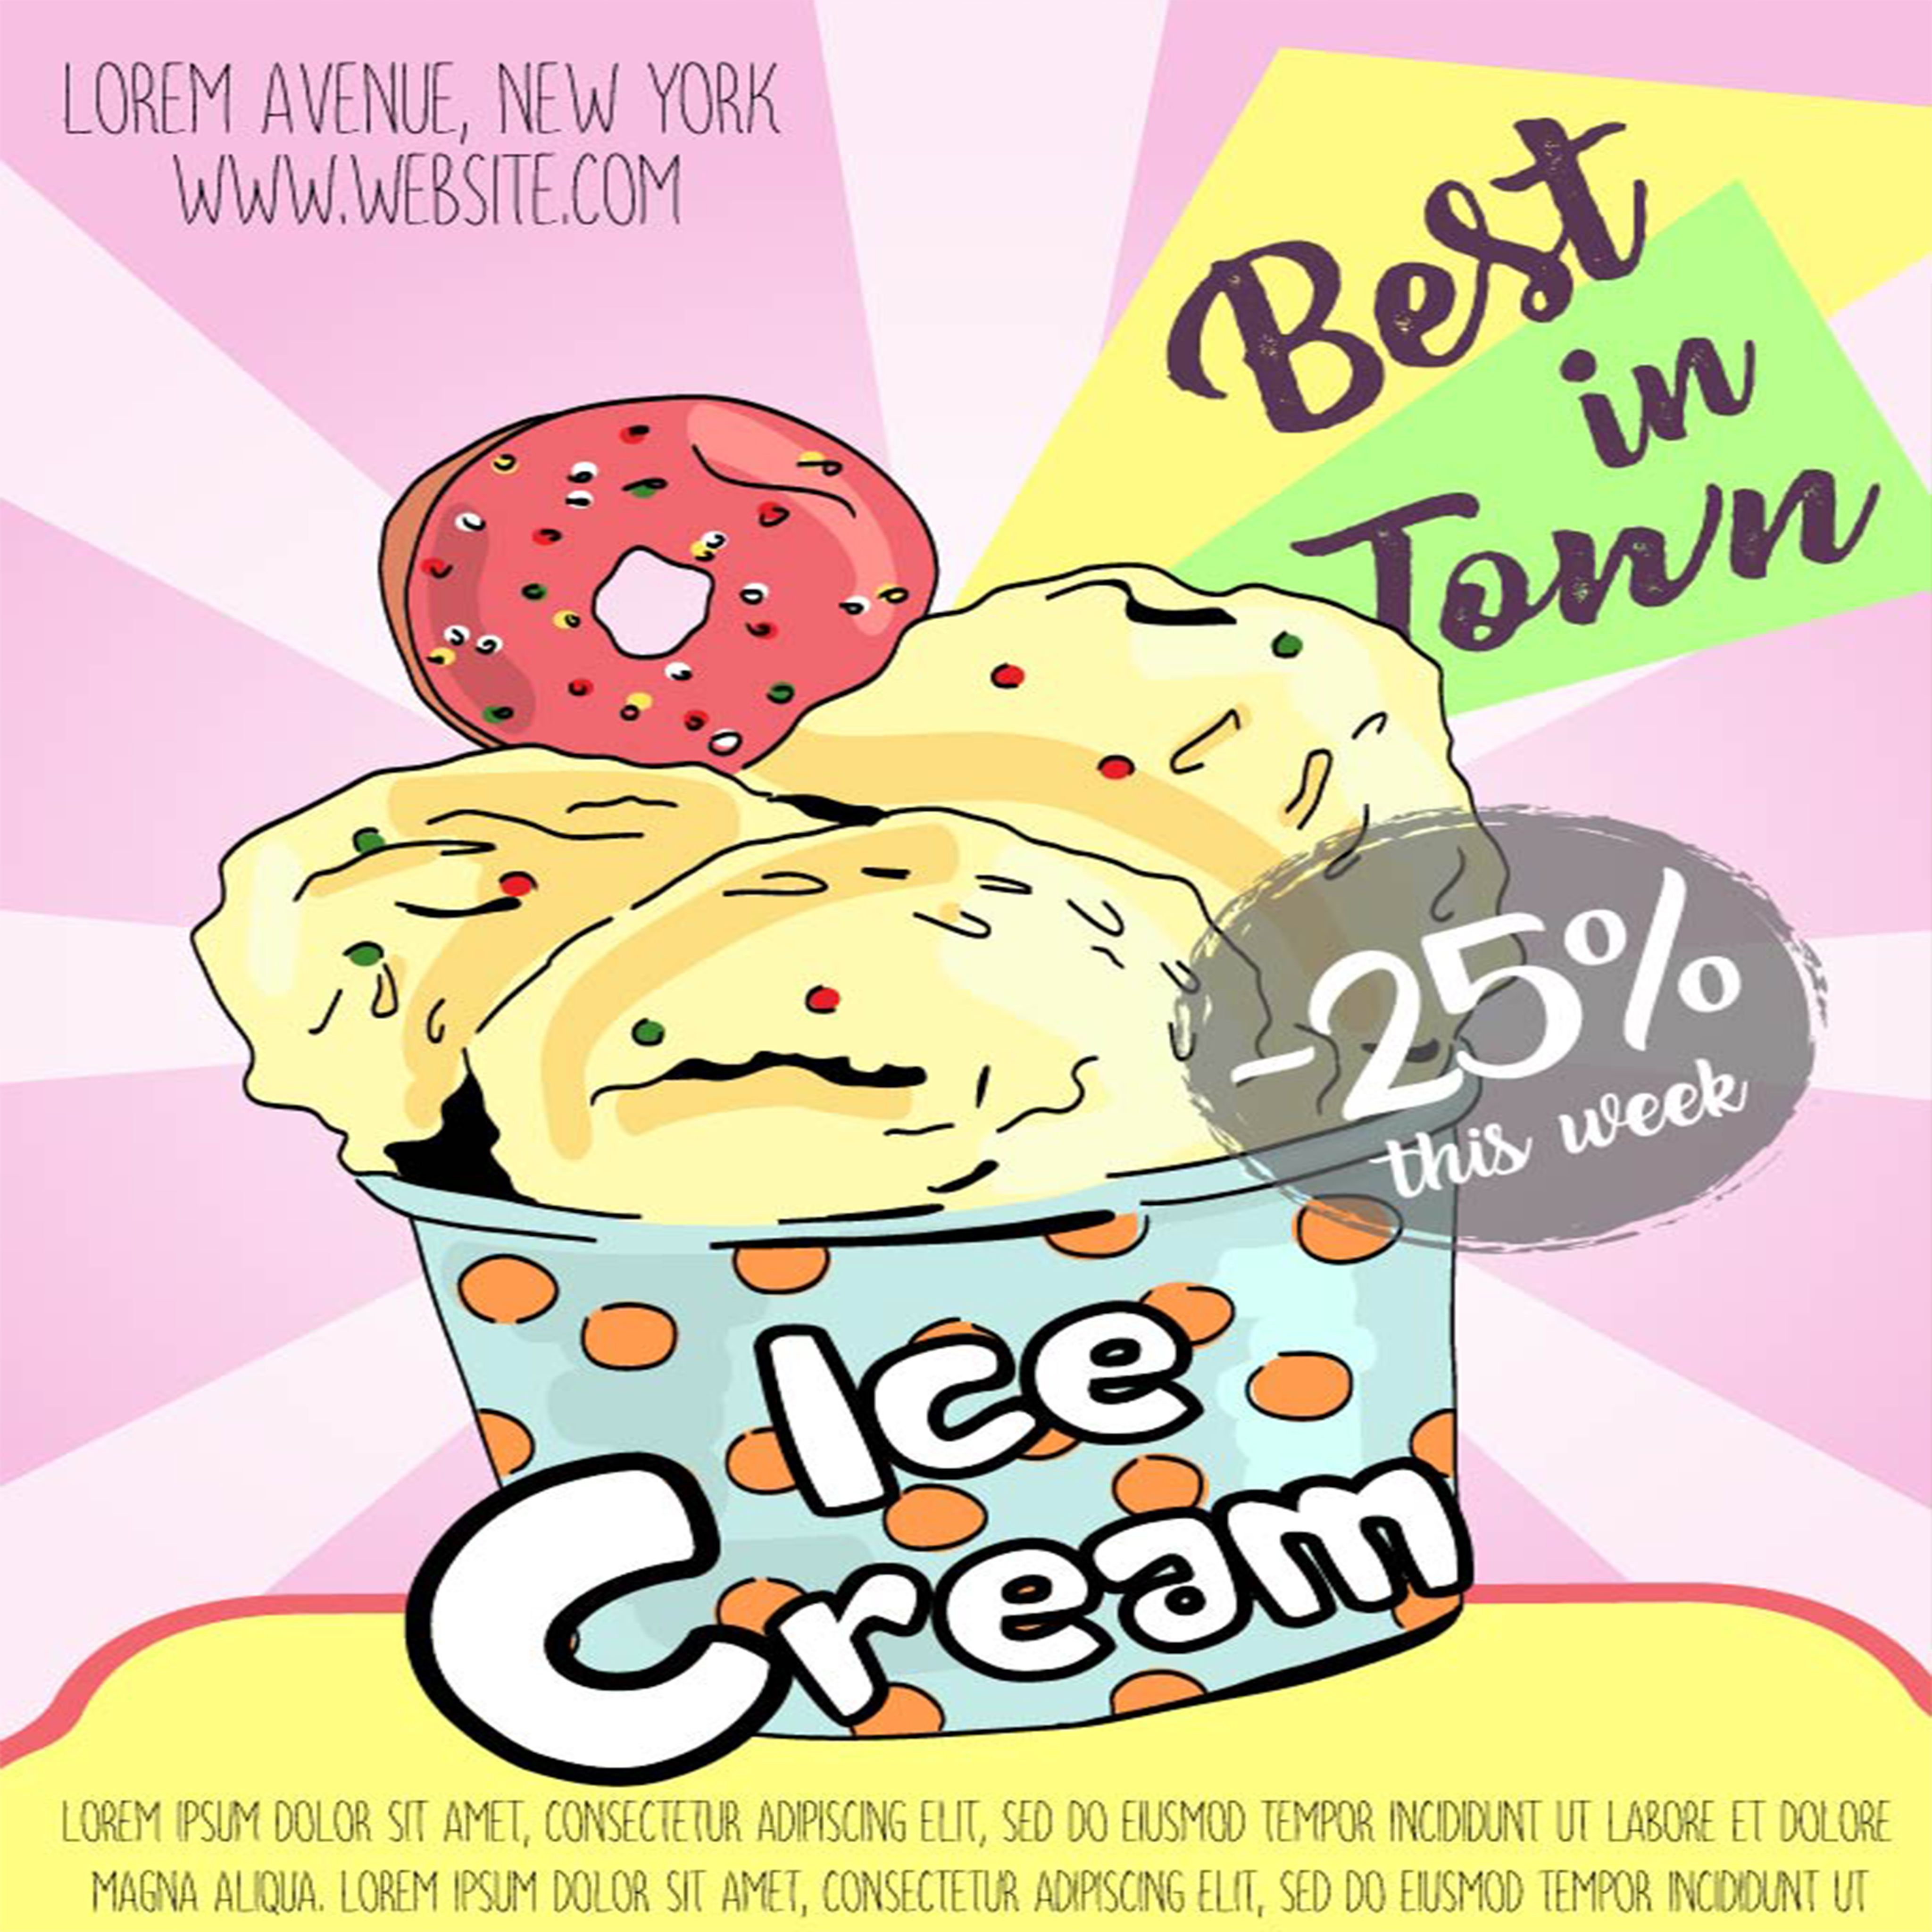 LOREM AVENUE, NEW YORK
WWW.WEBSITE.COM
Best
in
Town
-25%
this week
Ice
Cream
LOREM IPSUM DOLOR SIT AMET, CONSECTETUR ADIPISCING ELIT, SED DO EIUSMOD TEMPOR INCIDIDUNT UT LABORE ET DOLORE
MAGNA ALIQUA. LOREM IPSUM DOLOR SIT AMET, CONSECTETUR ADIPISCING ELIT, SED DO EIUSMOD TEMPOR INCIDIDUNT UT